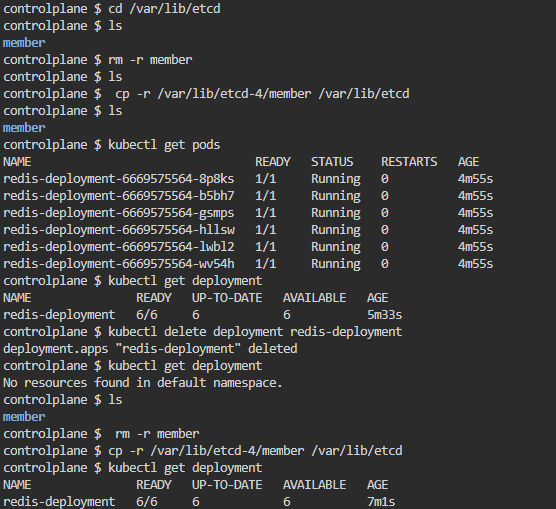 controlplane $ cd /var/lib/etcd
controlplane $ ls
member
controlplane $ rm -r member
controlplane $ ls
controlplane $  cp -r /var/lib/etcd-4/member /var/lib/etcd
controlplane $ ls
member
controlplane $ kubectl get pods
NAME                                READY   STATUS    RESTARTS   AGE
redis-deployment-6669575564-8p8ks   1/1     Running   0          4m55s
redis-deployment-6669575564-b5bh7   1/1     Running   0          4m55s
redis-deployment-6669575564-gsmps   1/1     Running   0          4m55s
redis-deployment-6669575564-hllsw   1/1     Running   0          4m55s
redis-deployment-6669575564-lwbl2   1/1     Running   0          4m55s
redis-deployment-6669575564-wv54h   1/1     Running   0          4m55s
controlplane $ kubectl get deployment
NAME               READY   UP-TO-DATE   AVAILABLE   AGE
redis-deployment   6/6     6            6           5m33s
controlplane $ kubectl delete deployment redis-deployment
deployment.apps "redis-deployment" deleted
controlplane $ kubectl get deployment
No resources found in default namespace.
controlplane $ ls
member
controlplane $  rm -r member
controlplane $ cp -r /var/lib/etcd-4/member /var/lib/etcd
controlplane $ kubectl get deployment
NAME               READY   UP-TO-DATE   AVAILABLE   AGE
redis-deployment   6/6     6            6           7m1s